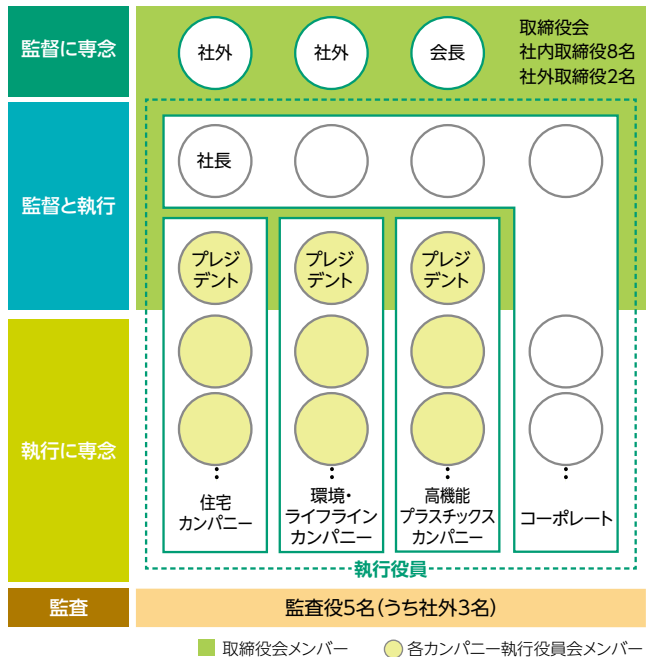 監督に専念
社外
社外
会長
取締役会
社内取締役8名
社外取締役2名
監督と執行
社長
プレジ
デント
プレジ
デント
プレジ
デント
執行に専念
住宅
カンパニー
環境・
ライフライン
カンパニー
高機能
プラスチックス
カンパニー
コーポレート
執行役員
監査
監査役5名(うち社外3名)
取締役会メンバー
各カンパニー執行役員会メンバー